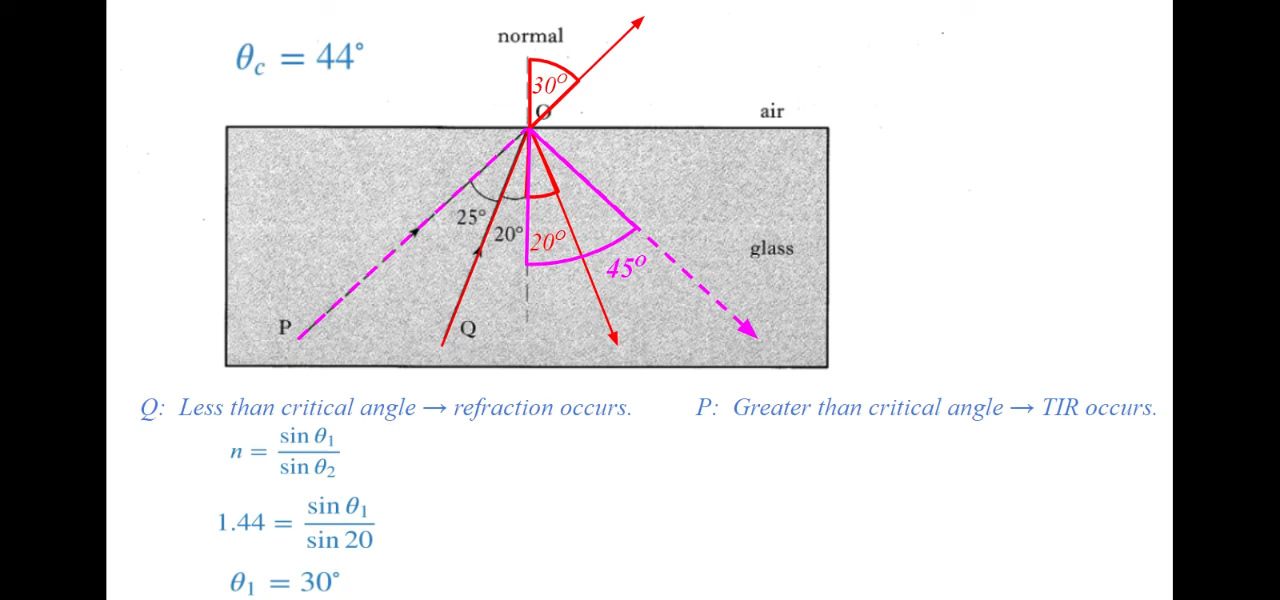 normal
θc = 44°
30°
O
air
25°
20°
20°
45°
glass
P
Q
Q: Less than critical angle → refraction occurs.
P: Greater than critical angle → TIR occurs.
n = sin θ1 / sin θ2
1.44 = sin θ1 / sin 20
θ1 = 30°